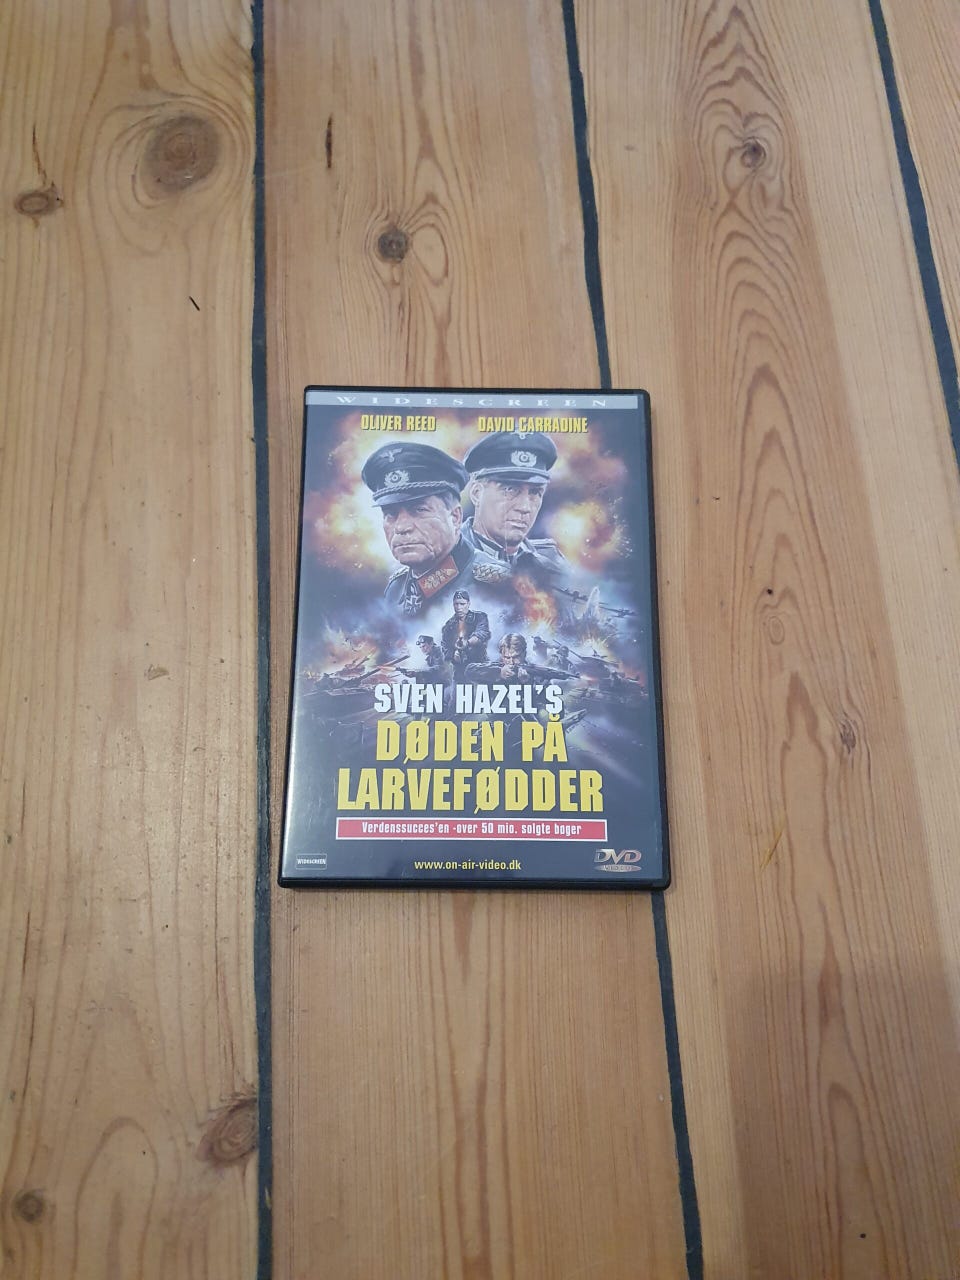 WIDESCREEN
OLIVER REED DAVID CARRADINE
SVEN HAZEL'S
DØDEN PÅ
LARVEFØDDER
Verdenssucces'en -over 50 mio. solgte bøger
WIDESCREEN
www.on-air-video.dk
DVD
VIDEO